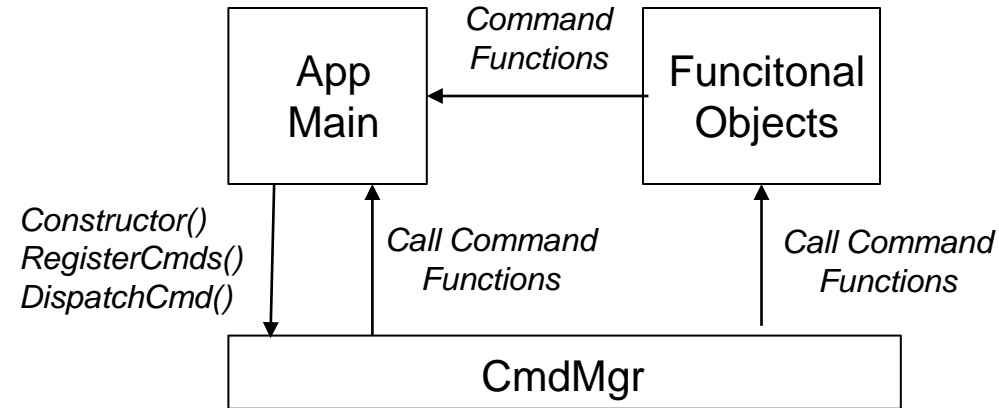 Command
Functions
App
Main
Funcitonal
Objects
Constructor()
RegisterCmds()
DispatchCmd()
Call Command
Functions
Call Command
Functions
CmdMgr